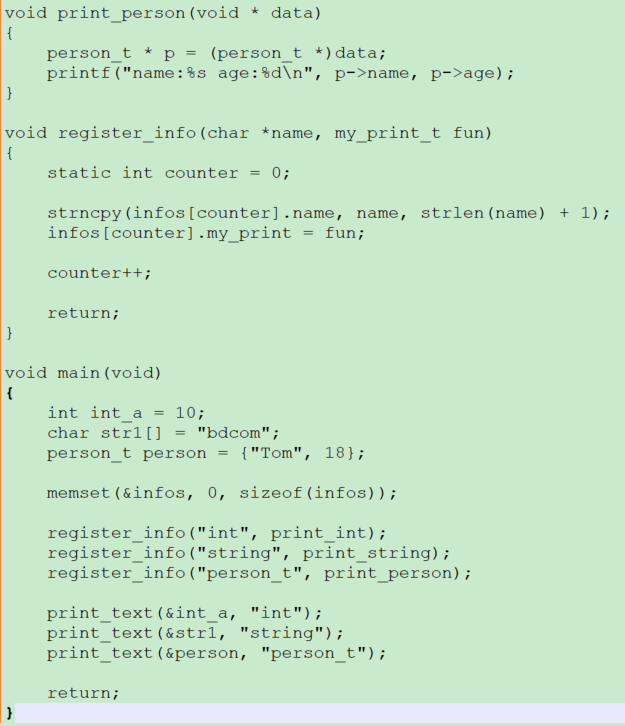 void print_person(void * data)
{
    person_t * p = (person_t *)data;
    printf("name:%s age:%d\n", p->name, p->age);
}

void register_info(char *name, my_print_t fun)
{
    static int counter = 0;

    strncpy(infos[counter].name, name, strlen(name) + 1);
    infos[counter].my_print = fun;

    counter++;

    return;
}

void main(void)
{
    int int_a = 10;
    char str1[] = "bdcom";
    person_t person = {"Tom", 18};

    memset(&infos, 0, sizeof(infos));

    register_info("int", print_int);
    register_info("string", print_string);
    register_info("person_t", print_person);

    print_text(&int_a, "int");
    print_text(&str1, "string");
    print_text(&person, "person_t");

    return;
}